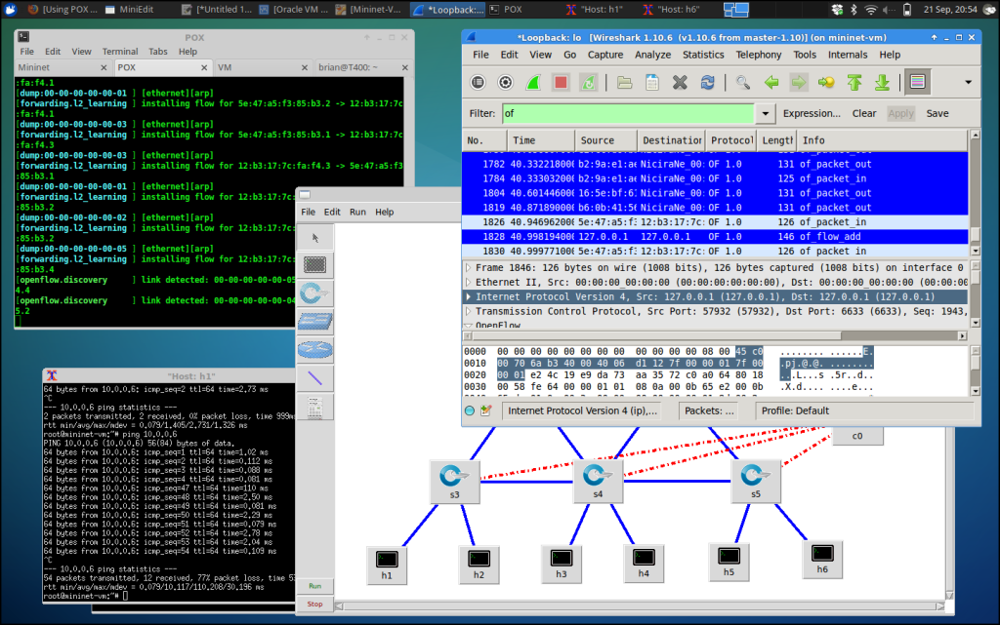 [Using POX ...
MiniEdit
[*Untitled 1...
[Oracle VM ...
[Mininet-V...
*Loopback:...
POX
"Host: h1"
"Host: h6"
21 Sep, 20:54
POX
File Edit View Terminal Tabs Help
Mininet
POX
VM
brian@T400: ~
:fa:f4.1
[dump:00-00-00-00-00-01 ] [ethernet][arp]
[forwarding.l2_learning ] installing flow for 5e:47:a5:f3:85:b3.2 -> 12:b3:17:7c
:fa:f4.1
[dump:00-00-00-00-00-03 ] [ethernet][arp]
[forwarding.l2_learning ] installing flow for 5e:47:a5:f3:85:b3.1 -> 12:b3:17:7c
:fa:f4.3
[dump:00-00-00-00-00-03 ] [ethernet][arp]
[forwarding.l2_learning ] installing flow for 12:b3:17:7c:fa:f4.3 -> 5e:47:a5:f3
:85:b3.1
[dump:00-00-00-00-00-01 ] [ethernet][arp]
[forwarding.l2_learning ] installing flow for 12:b3:17:7c:
:85:b3.2
[dump:00-00-00-00-00-02 ] [ethernet][arp]
[forwarding.l2_learning ] installing flow for 12:b3:17:7c:
:85:b3.2
[dump:00-00-00-00-00-05 ] [ethernet][arp]
[forwarding.l2_learning ] installing flow for 12:b3:17:7c:
:85:b3.4
[openflow.discovery ] link detected: 00-00-00-00-00-05
4.4
[openflow.discovery ] link detected: 00-00-00-00-00-04
5.2
*Loopback: lo [Wireshark 1.10.6 (v1.10.6 from master-1.10)] (on mininet-vm)
File Edit View Go Capture Analyze Statistics Telephony Tools Internals Help
Filter: of Expression... Clear Apply Save
No. Time Source Destination Protocol Length Info
1782 40.332218000 b2:9a:e1:ae NiciraNe_00: OF 1.0 131 of_packet_out
1784 40.333032000 b2:9a:e1:ae NiciraNe_00: OF 1.0 125 of_packet_in
1804 40.601446000 16:5e:bf:6: NiciraNe_00: OF 1.0 131 of_packet_out
1819 40.871890000 b6:0b:41:56 NiciraNe_00: OF 1.0 131 of_packet_out
1826 40.946962000 5e:47:a5:f3 12:b3:17:7c: OF 1.0 126 of_packet_in
1828 40.998194000 127.0.0.1 127.0.0.1 OF 1.0 146 of_flow_add
1830 40.999771000 5e:47:a5:f3 12:b3:17:7c: OF 1.0 126 of packet in
Frame 1846: 126 bytes on wire (1008 bits), 126 bytes captured (1008 bits) on interface 0
Ethernet II, Src: 00:00:00_00:00:00 (00:00:00:00:00:00), Dst: 00:00:00_00:00:00 (00:00:
Internet Protocol Version 4, Src: 127.0.0.1 (127.0.0.1), Dst: 127.0.0.1 (127.0.0.1)
Transmission Control Protocol, Src Port: 57932 (57932), Dst Port: 6633 (6633), Seq: 1943,
OpenFlow
0000 00 00 00 00 00 00 00 00 00 00 00 00 08 00 45 c0 ........ ......E.
0010 00 70 6a b3 40 00 40 06 d1 12 7f 00 00 01 7f 00 .pj.@.@. ........
0020 00 01 e2 4c 19 e9 da 73 aa 35 72 c0 a0 64 80 18 ...L...s .5r..d..
0030 00 58 fe 64 00 00 01 01 08 0a 00 0b 65 e2 00 0b .X.d.... ....e...
Internet Protocol Version 4 (ip),...
Packets: ...
Profile: Default
File Edit Run Help
c0
s3
s4
s5
h1
h2
h3
h4
h5
h6
Run
Stop
"Host: h1"
64 bytes from 10.0.0.6: icmp_seq=2 ttl=64 time=2.73 ms
^C
--- 10.0.0.6 ping statistics ---
2 packets transmitted, 2 received, 0% packet loss, time 999ms
rtt min/avg/max/mdev = 0.079/1.405/2.731/1.326 ms
root@mininet-vm:~# ping 10.0.0.6
PING 10.0.0.6 (10.0.0.6) 56(84) bytes of data.
64 bytes from 10.0.0.6: icmp_seq=1 ttl=64 time=1.02 ms
64 bytes from 10.0.0.6: icmp_seq=2 ttl=64 time=0.112 ms
64 bytes from 10.0.0.6: icmp_seq=3 ttl=64 time=0.088 ms
64 bytes from 10.0.0.6: icmp_seq=4 ttl=64 time=0.081 ms
64 bytes from 10.0.0.6: icmp_seq=47 ttl=64 time=110 ms
64 bytes from 10.0.0.6: icmp_seq=48 ttl=64 time=2.50 ms
64 bytes from 10.0.0.6: icmp_seq=49 ttl=64 time=0.081 ms
64 bytes from 10.0.0.6: icmp_seq=50 ttl=64 time=2.29 ms
64 bytes from 10.0.0.6: icmp_seq=51 ttl=64 time=0.079 ms
64 bytes from 10.0.0.6: icmp_seq=52 ttl=64 time=2.78 ms
64 bytes from 10.0.0.6: icmp_seq=53 ttl=64 time=2.04 ms
64 bytes from 10.0.0.6: icmp_seq=54 ttl=64 time=0.109 ms
^C
--- 10.0.0.6 ping statistics ---
54 packets transmitted, 12 received, 77% packet loss, time 5
rtt min/avg/max/mdev = 0.079/10.117/110.208/30.196 ms
root@mininet-vm:~#